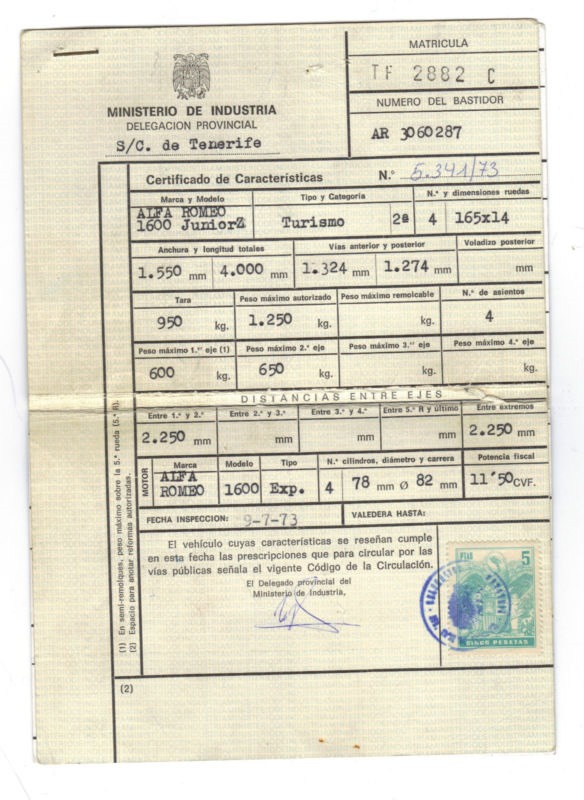 MATRICULA
TF 2882 C
NUMERO DEL BASTIDOR
AR 3060287
MINISTERIO DE INDUSTRIA
DELEGACION PROVINCIAL
S/C. de Tenerife
Certificado de Características N.° 5.341/73
Marca y Modelo Tipo y Categoría N.° y dimensiones ruedas
ALFA ROMEO
1600 JuniorZ Turismo 2ª 4 165x14
Anchura y longitud totales Vías anterior y posterior Voladizo posterior
1.550 mm 4.000 mm 1.324 mm 1.274 mm mm
Tara Peso máximo autorizado Peso máximo remolcable N.° de asientos
950 kg. 1.250 kg. kg. 4
Peso máximo 1.er eje (1) Peso máximo 2.° eje Peso máximo 3.er eje Peso máximo 4.° eje
600 kg. 650 kg. kg. kg.
DISTANCIAS ENTRE EJES
Entre 1.° y 2.° Entre 2.° y 3.° Entre 3.° y 4.° Entre 5.ª R y último Entre extremos
2.250 mm mm mm mm 2.250 mm
MOTOR
Marca Modelo Tipo N.° cilindros, diámetro y carrera Potencia fiscal
ALFA
ROMEO 1600 Exp. 4 78 mm Ø 82 mm 11'50 CVF.
FECHA INSPECCION: 9-7-73 VALEDERA HASTA:
El vehículo cuyas características se reseñan cumple
en esta fecha las prescripciones que para circular por las
vías públicas señala el vigente Código de la Circulación.
El Delegado provincial del
Ministerio de Industria,
PTAS 5
CINCO PESETAS
(1) En semi-remolques, peso máximo sobre la 5.ª rueda (5.ª R).
(2) Espacio para anotar reformas autorizadas.
(2)